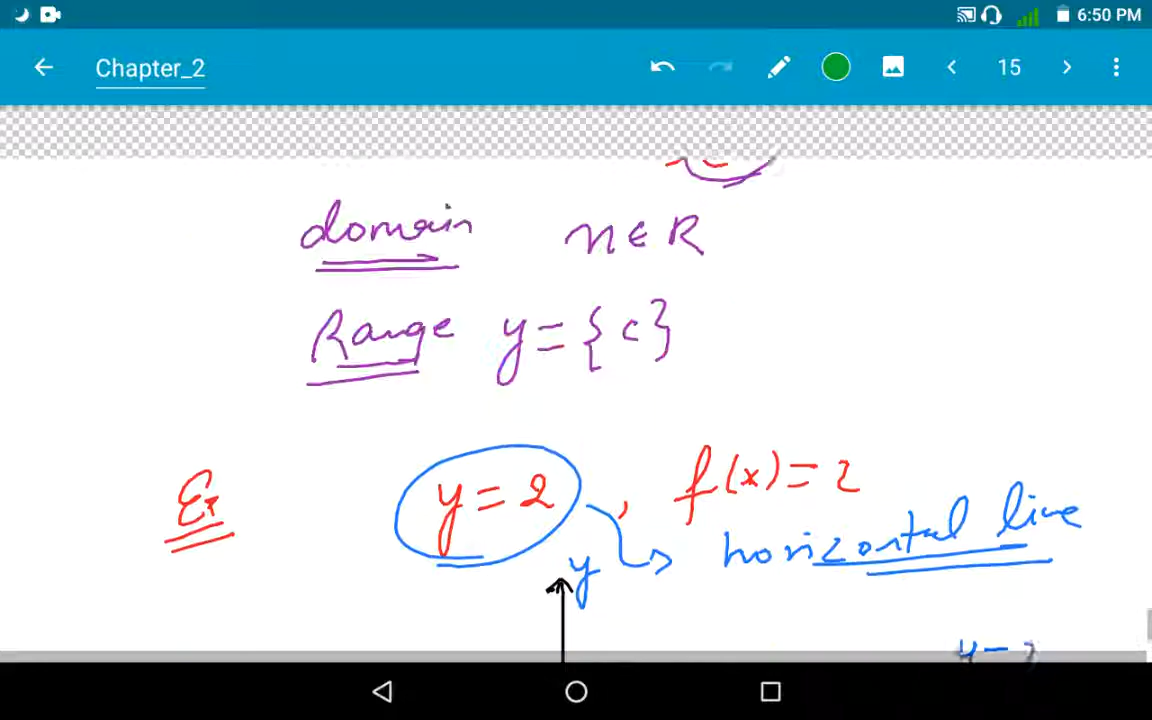 6:50 PM
Chapter_2
15
domain x ∈ R
Range y = {c}
Ex y = 2, f(x) = 2
horizontal line
y